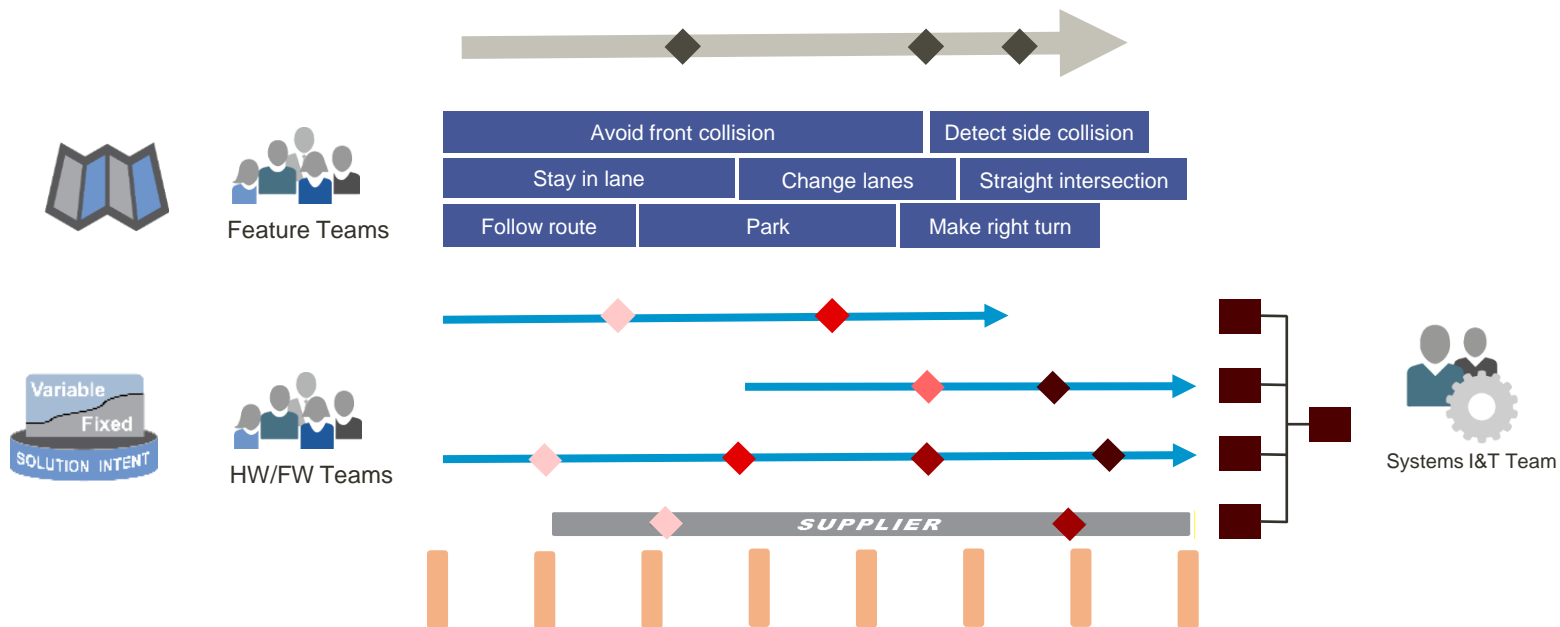 Avoid front collision
Detect side collision
Stay in lane
Change lanes
Straight intersection
Feature Teams
Follow route
Park
Make right turn
Variable
Fixed
SOLUTION INTENT
HW/FW Teams
Systems I&T Team
SUPPLIER